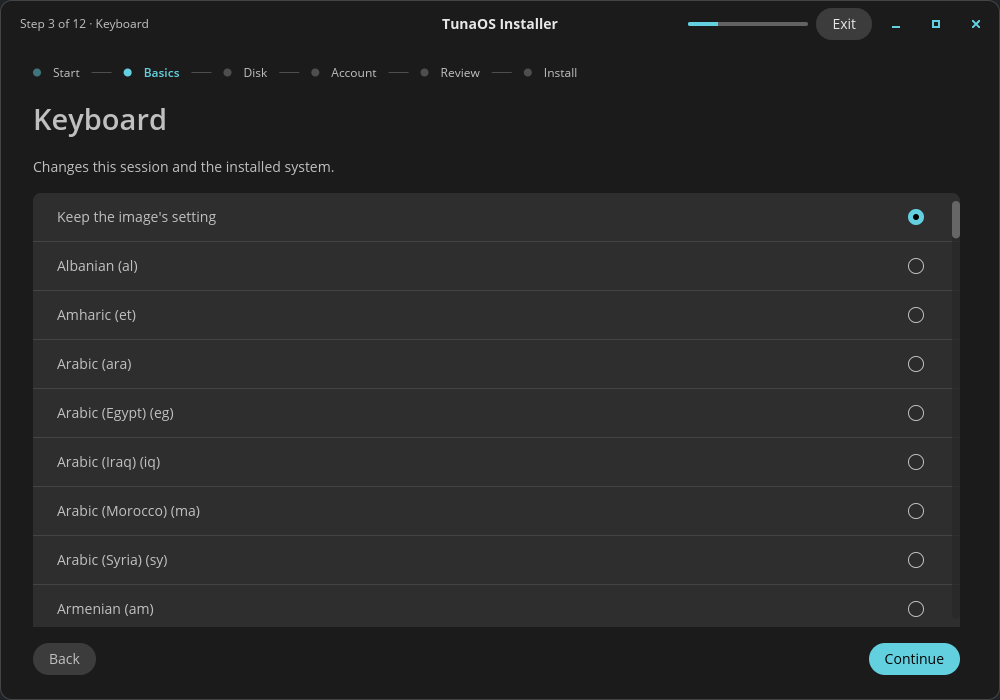 Step 3 of 12 · Keyboard
TunaOS Installer
Exit
Start
Basics
Disk
Account
Review
Install
Keyboard
Changes this session and the installed system.
Keep the image's setting
Albanian (al)
Amharic (et)
Arabic (ara)
Arabic (Egypt) (eg)
Arabic (Iraq) (iq)
Arabic (Morocco) (ma)
Arabic (Syria) (sy)
Armenian (am)
Back
Continue